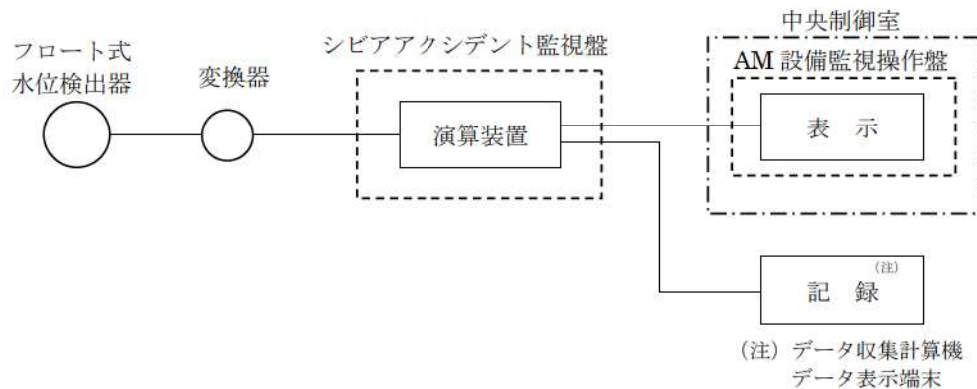 フロート式
水位検出器
変換器
シビアアクシデント監視盤
演算装置
中央制御室
AM 設備監視操作盤
表 示
記 録 (注)
(注) データ収集計算機
データ表示端末